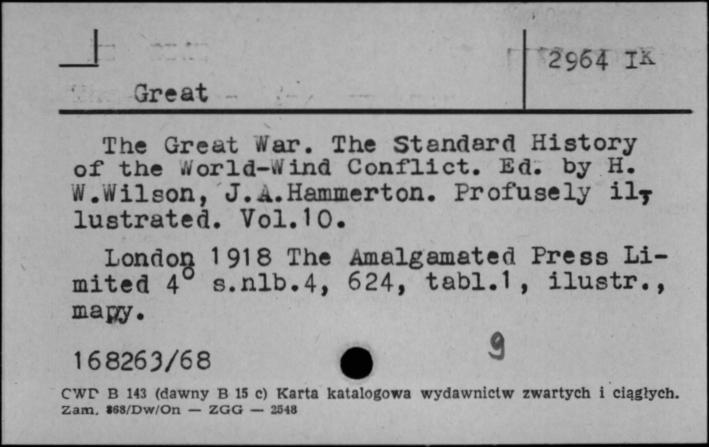 2964 IK
Great
The Great War. The Standard History
of the World-Wind Conflict. Ed. by H.
W.Wilson, J.A.Hammerton. Profusely il-
lustrated. Vol.10.
London 1918 The Amalgamated Press Li-
mited 4° s.nlb.4, 624, tabl.1, ilustr.,
mapy.
168263/68
9
CWD B 143 (dawny B 15 c) Karta katalogowa wydawnictw zwartych i ciągłych.
Zam. 868/Dw/On — ZGG — 2548